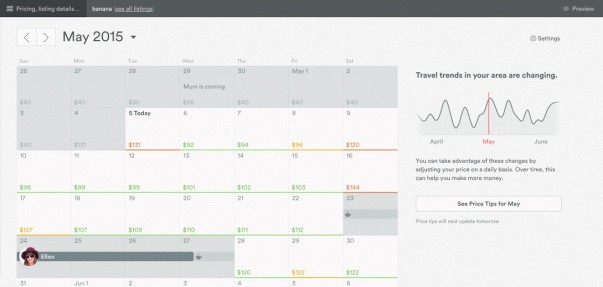 Pricing, listing details... banana (see all listings) Preview
May 2015
Settings
Sun Mon Tue Wed Thu Fri Sat
26 27 28 29 30 May 1 2
Mum is coming
$40 $40 $40 $40 $40 $40
3 4 5 Today 6 7 8 9
$131 $131 $92 $94 $96 $120
10 11 12 13 14 15 16
$98 $99 $99 $101 $102 $103 $144
17 18 19 20 21 22 23
$107 $107 $109 $110 $111 $112
24 25 26 27 28 29 30
Ellen
$120 $122 $122
31 Jun 1 2 3 4 5 6
Travel trends in your area are changing.
April May June
You can take advantage of these changes by
adjusting your price on a daily basis. Over time, this
can help you make more money.
See Price Tips for May
Price tips will next update tomorrow